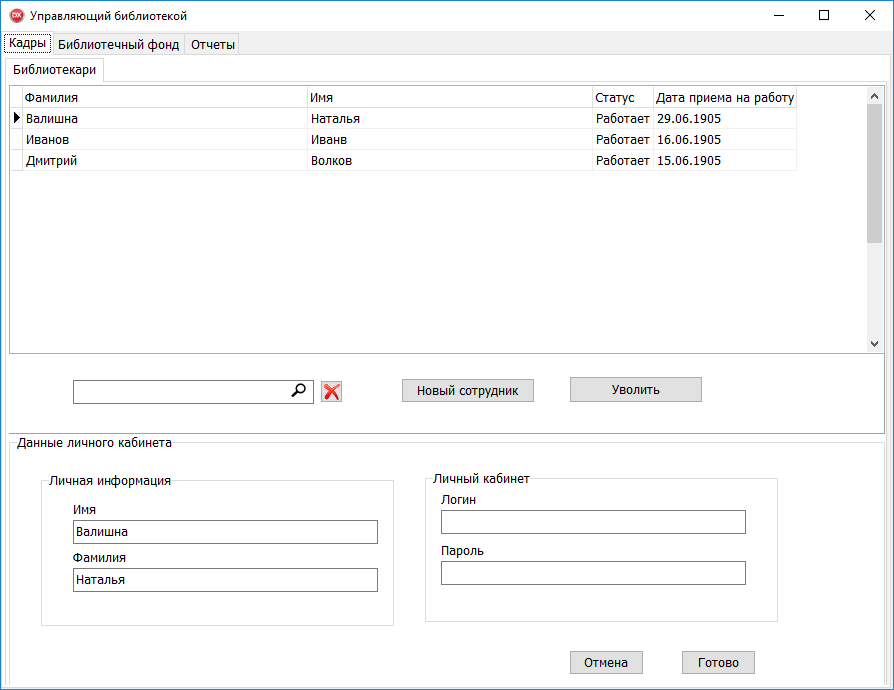 DX Управляющий библиотекой
Кадры Библиотечный фонд Отчеты
Библиотекари
Фамилия Имя Статус Дата приема на работу
Валишна Наталья Работает 29.06.1905
Иванов Иванв Работает 16.06.1905
Дмитрий Волков Работает 15.06.1905
Новый сотрудник Уволить
Данные личного кабинета
Личная информация
Имя
Валишна
Фамилия
Наталья
Личный кабинет
Логин
Пароль
Отмена Готово